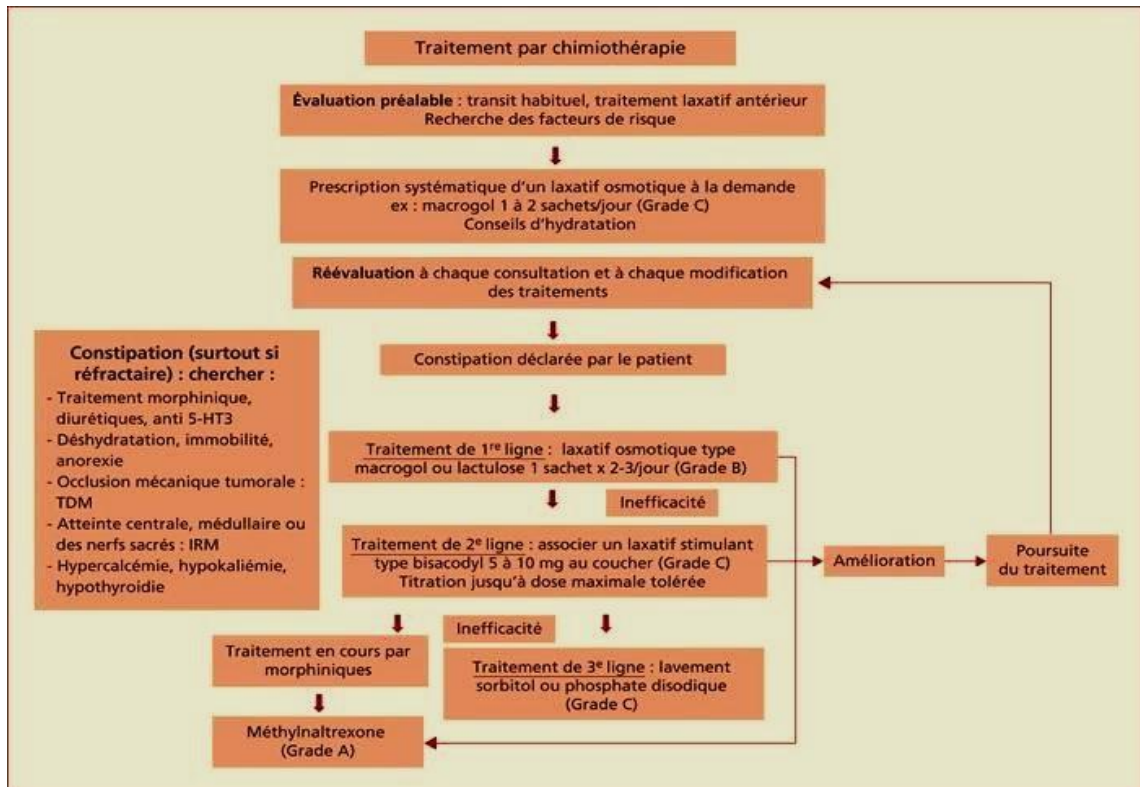 Traitement par chimiothérapie
Évaluation préalable : transit habituel, traitement laxatif antérieur
Recherche des facteurs de risque
Prescription systématique d'un laxatif osmotique à la demande
ex : macrogol 1 à 2 sachets/jour (Grade C)
Conseils d'hydratation
Réévaluation à chaque consultation et à chaque modification
des traitements
Constipation (surtout si
réfractaire) : chercher :
- Traitement morphinique,
diurétiques, anti 5-HT3
- Déshydratation, immobilité,
anorexie
- Occlusion mécanique tumorale :
TDM
- Atteinte centrale, médullaire ou
des nerfs sacrés : IRM
- Hypercalcémie, hypokaliémie,
hypothyroidie
Constipation déclarée par le patient
Traitement de 1re ligne : laxatif osmotique type
macrogol ou lactulose 1 sachet x 2-3/jour (Grade B)
Inefficacité
Traitement de 2e ligne : associer un laxatif stimulant
type bisacodyl 5 à 10 mg au coucher (Grade C)
Titration jusqu'à dose maximale tolérée
Amélioration
Poursuite
du traitement
Inefficacité
Traitement en cours par
morphiniques
Traitement de 3e ligne : lavement
sorbitol ou phosphate disodique
(Grade C)
Méthylnaltrexone
(Grade A)